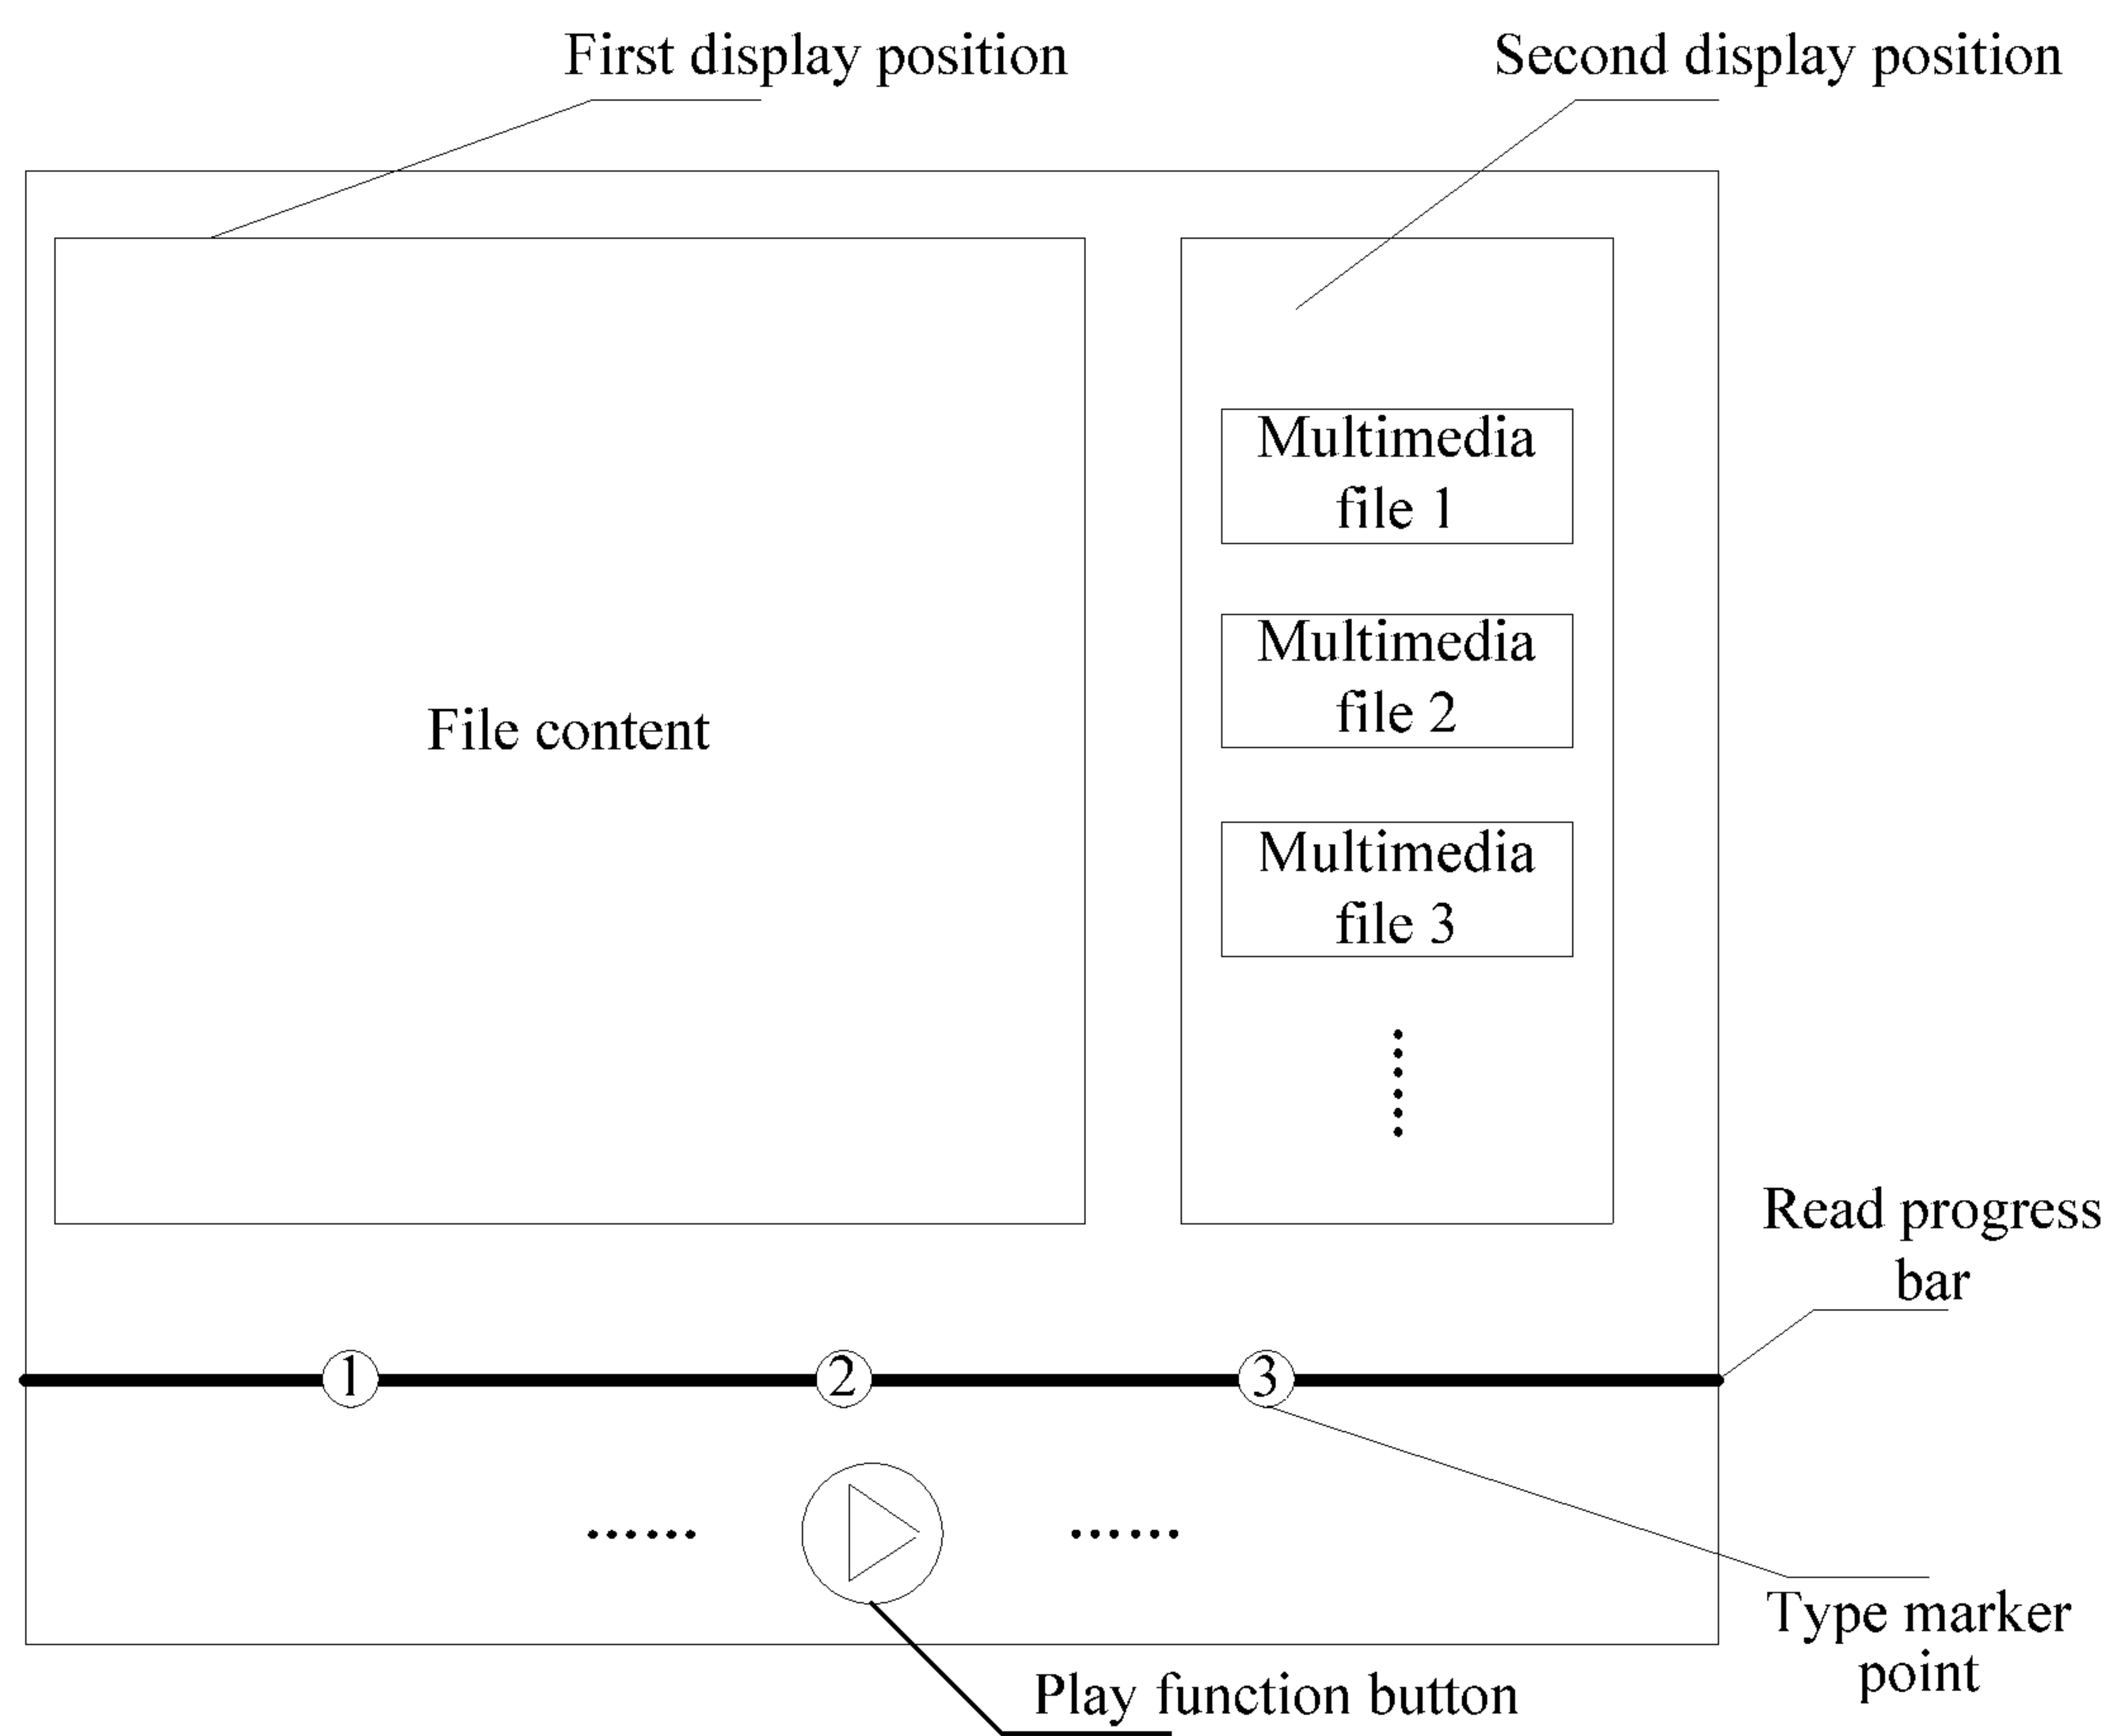 First display position
Second display position
Multimedia
file 1
Multimedia
file 2
File content
Multimedia
file 3
Read progress
bar
1
2
3
Type marker
point
Play function button